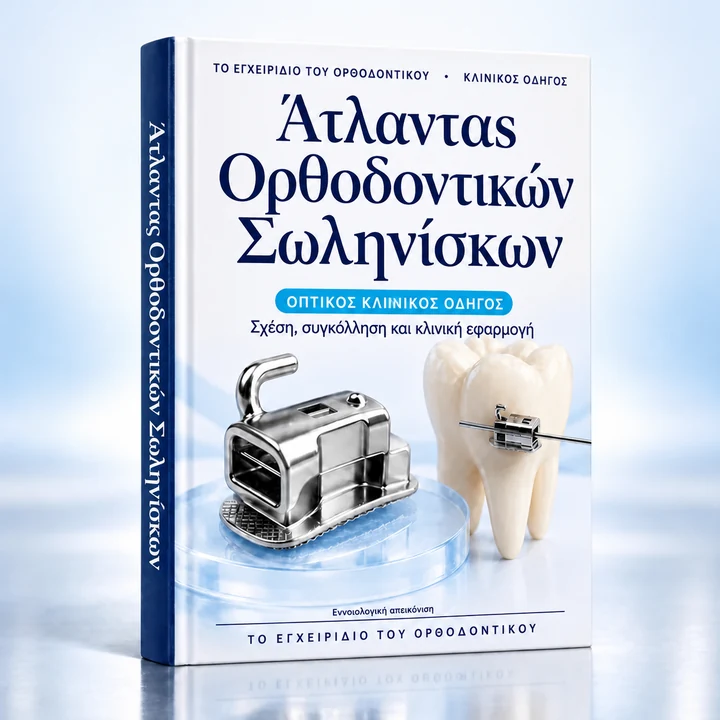 Άτλαντας Ορθοδοντικών Σωληνίσκων
ΤΟ ΕΓΧΕΙΡΙΔΙΟ ΤΟΥ ΟΡΘΟΔΟΝΤΙΚΟΥ • ΚΛΙΝΙΚΟΣ ΟΔΗΓΟΣ
Άτλαντας
Ορθοδοντικών
Σωληνίσκων
ΟΠΤΙΚΟΣ ΚΛΙΝΙΚΟΣ ΟΔΗΓΟΣ
Σχέση, συγκόλληση και κλινική εφαρμογή
Εννοιολογική απεικόνιση
ΤΟ ΕΓΧΕΙΡΙΔΙΟ ΤΟΥ ΟΡΘΟΔΟΝΤΙΚΟΥ